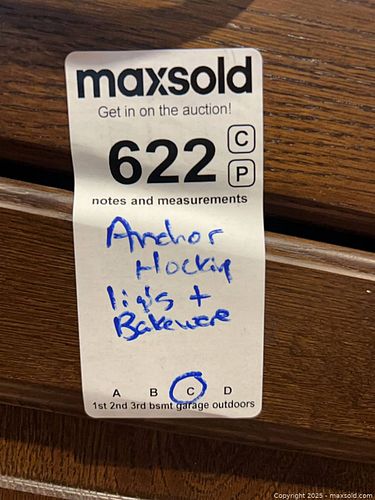 maxsold
Get in on the auction!
622
C
P
notes and measurements
Anchor
Hockin
lids +
Bakeware
A B C D
1st 2nd 3rd bsmt garage outdoors
Copyright 2025 - maxsold.com